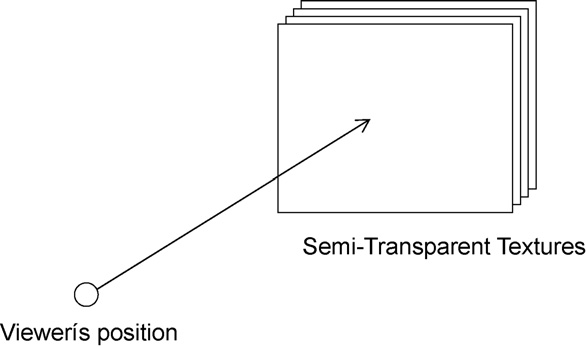 Semi-Transparent Textures
Viewerís position